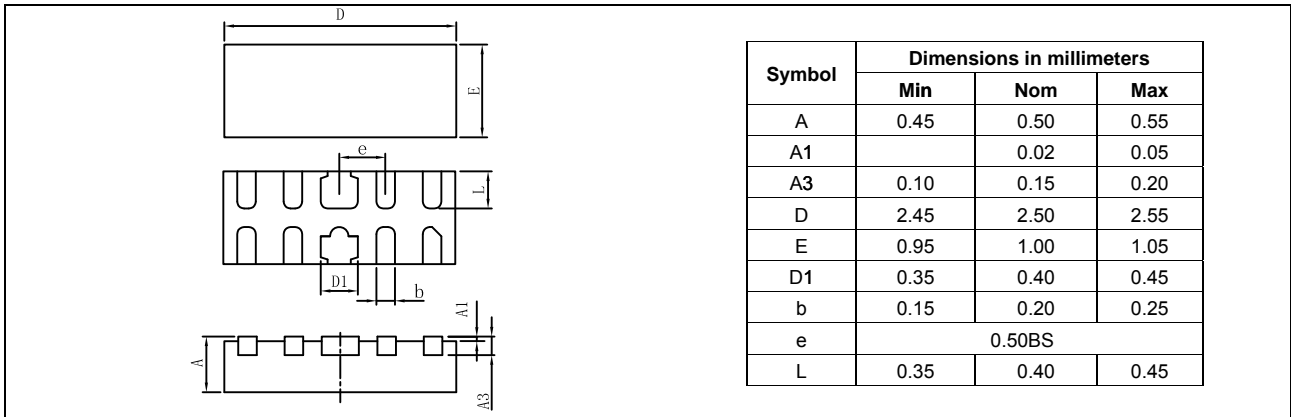 D
E
e
L
D1
b
A1
A
A3
Symbol Dimensions in millimeters
Min Nom Max
A 0.45 0.50 0.55
A1 0.02 0.05
A3 0.10 0.15 0.20
D 2.45 2.50 2.55
E 0.95 1.00 1.05
D1 0.35 0.40 0.45
b 0.15 0.20 0.25
e 0.50BS
L 0.35 0.40 0.45